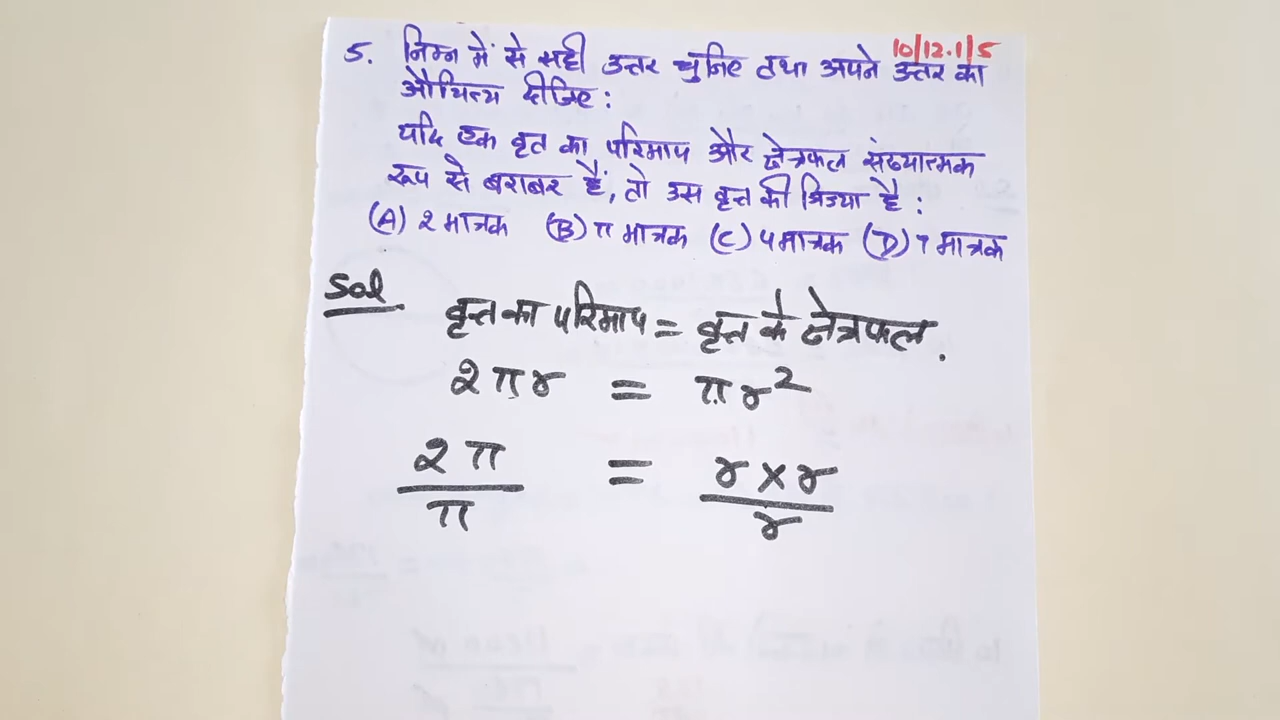 10/12.1/5
5. निम्न में से सही उत्तर चुनिए तथा अपने उत्तर का
औचित्य दीजिए:
यदि एक वृत का परिमाप और क्षेत्रफल संख्यात्मक
रूप से बराबर है, तो उस वृत्त की त्रिज्या है:
(A) 2 मात्रक (B) π मात्रक (C) 4 मात्रक (D) 7 मात्रक
Sol
वृत्त का परिमाप = वृत्त के क्षेत्रफल.
2πr = πr²
2π/π = r×r/r